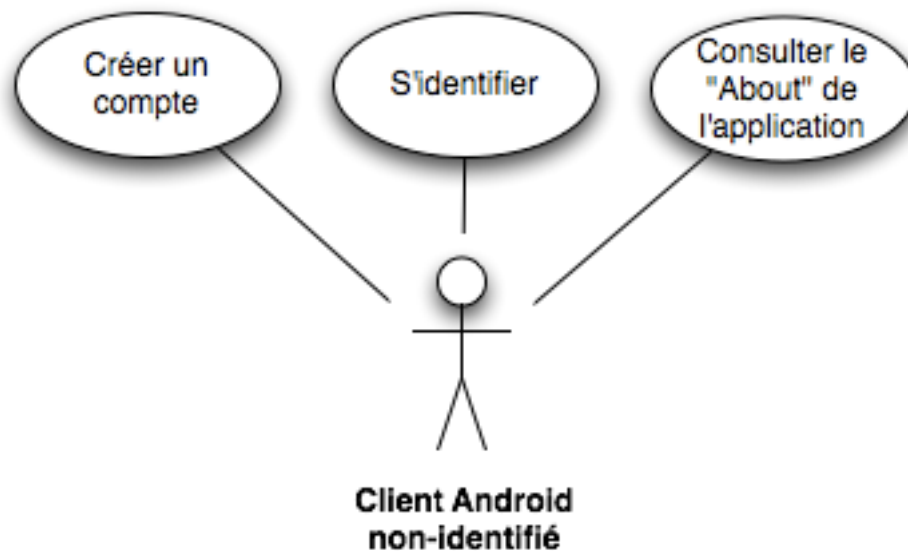 Créer un
compte
S'identifier
Consulter le
"About" de
l'application
Client Android
non-identifié